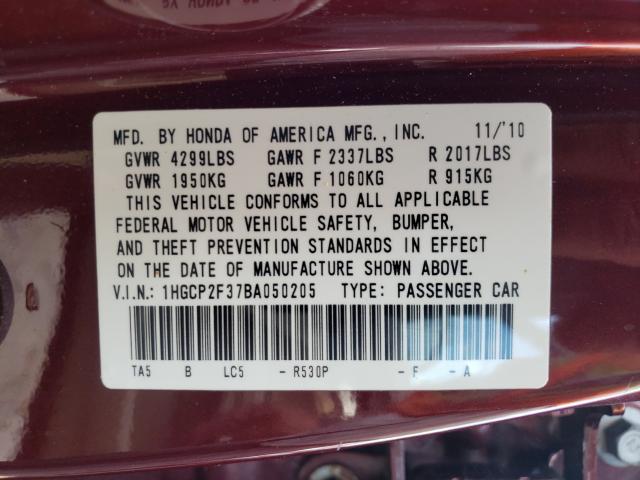 MFD. BY HONDA OF AMERICA MFG., INC. 11/'10
GVWR 4299LBS GAWR F 2337LBS R 2017LBS
GVWR 1950KG GAWR F 1060KG R 915KG
THIS VEHICLE CONFORMS TO ALL APPLICABLE
FEDERAL MOTOR VEHICLE SAFETY, BUMPER,
AND THEFT PREVENTION STANDARDS IN EFFECT
ON THE DATE OF MANUFACTURE SHOWN ABOVE.
V.I.N.: 1HGCP2F37BA050205 TYPE: PASSENGER CAR
TA5 B LC5 -R530P -F -A